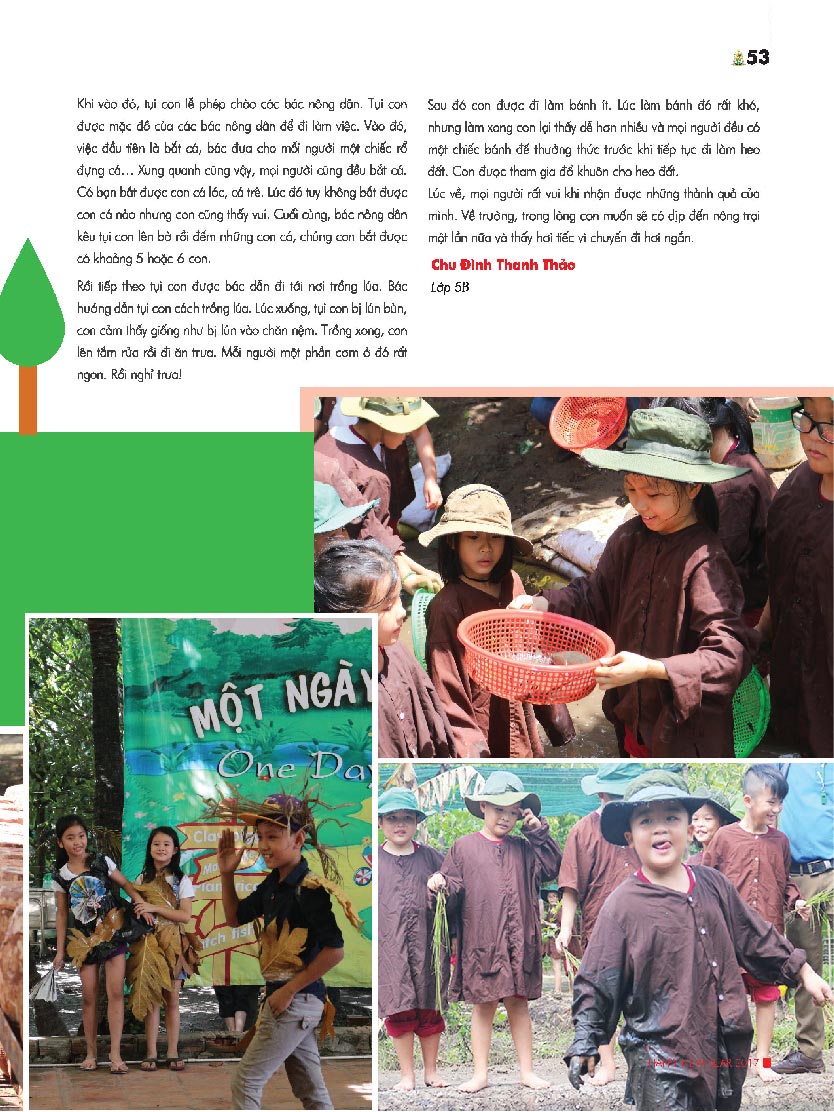 53
Khi vào đó, tụi con lễ phép chào các bác nông dân. Tụi con
được mặc đồ của các bác nông dân để đi làm việc. Vào đó,
việc đầu tiên là bắt cá, bác đưa cho mỗi người một chiếc rổ
đựng cá... Xung quanh cũng vậy, mọi người cũng đều bắt cá.
Có bạn bắt được con cá lóc, cá trê. Lúc đó tuy không bắt được
con cá nào nhưng con cũng thấy vui. Cuối cùng, bác nông dân
kêu tụi con lên bờ rồi đếm những con cá, chúng con bắt được
có khoảng 5 hoặc 6 con.
Rồi tiếp theo tụi con được bác dẫn đi tới nơi trồng lúa. Bác
hướng dẫn tụi con cách trồng lúa. Lúc xuống, tụi con bị lún bùn,
con cảm thấy giống như bị lún vào chăn nệm. Trồng xong, con
lên tắm rửa rồi đi ăn trưa. Mỗi người một phần cơm ở đó rất
ngon. Rồi nghỉ trưa!
Sau đó con được đi làm bánh ít. Lúc làm bánh đó rất khó,
nhưng làm xong con lại thấy dễ hơn nhiều và mọi người đều có
một chiếc bánh để thưởng thức trước khi tiếp tục đi làm heo
đất. Con được tham gia đổ khuôn cho heo đất.
Lúc về, mọi người rất vui khi nhận được những thành quả của
mình. Về trường, trong lòng con muốn sẽ có dịp đến nông trại
một lần nữa và thấy hơi tiếc vì chuyến đi hơi ngắn.
Chu Đình Thanh Thảo
Lớp 5B
MỘT NGÀY
One Day
Clay